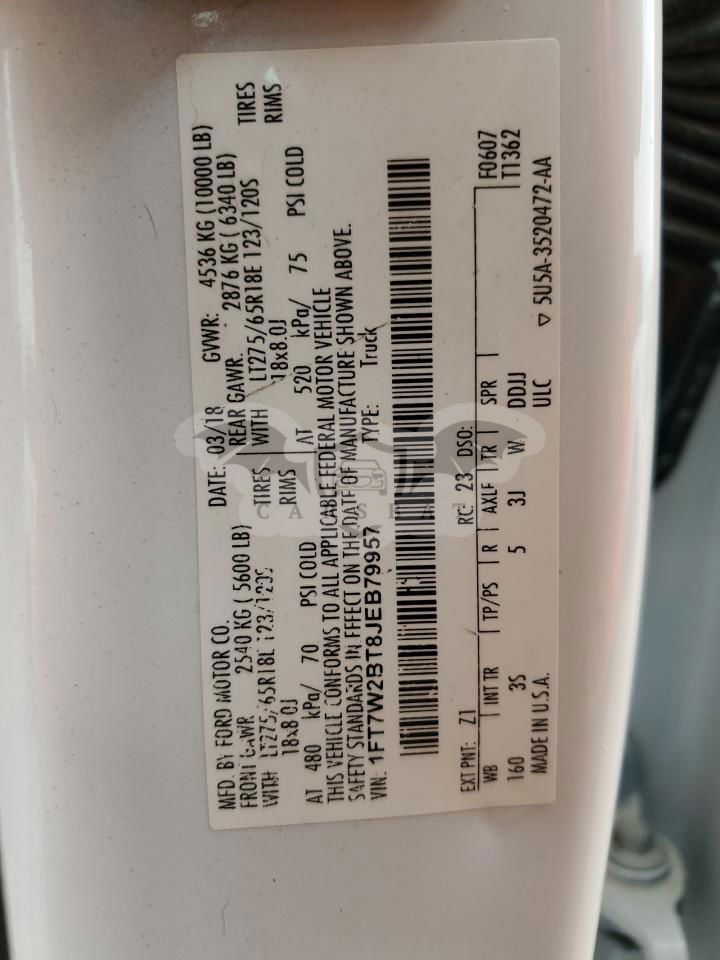 MFD. BY FORD MOTOR CO.
DATE: 03/18 GVWR: 4536 KG (10000 LB)
FRONT GAWR: 2540 KG ( 5600 LB) REAR GAWR: 2876 KG ( 6340 LB)
WITH LT275/65R18E 123/120S TIRES WITH LT275/65R18E 123/120S TIRES
18x8.0J RIMS 18x8.0J RIMS
AT 480 kPa/ 70 PSI COLD AT 520 kPa/ 75 PSI COLD
THIS VEHICLE CONFORMS TO ALL APPLICABLE FEDERAL MOTOR VEHICLE
SAFETY STANDARDS IN EFFECT ON THE DATE OF MANUFACTURE SHOWN ABOVE.
VIN: 1FT7W2BT8JEB79957 TYPE: Truck
EXT PNT: Z1 RC: 23 DSO: F0607
WB INT TR TP/PS R AXLE TR SPR T1362
160 3S 5 3J W DDJJ
MADE IN U.S.A. ULC ▽ 5U5A-3520472-AA